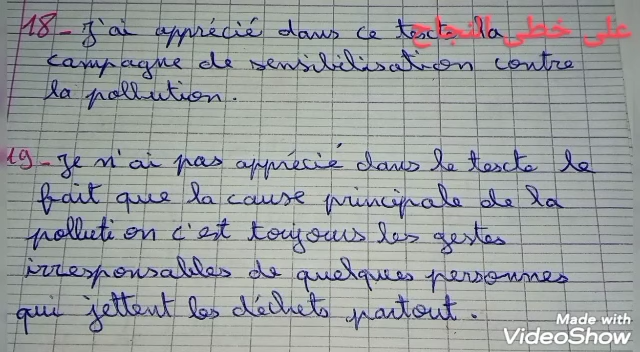 18- J'ai apprécié dans ce texte la
على خطى النجاح
campagne de sensibilisation contre
la pollution.
19- Je n'ai pas apprécié dans le texte le
fait que la cause principale de la
pollution c'est toujours les gestes
irresponsables de quelques personnes
qui jettent les déchets partout.
Made with
VideoShow